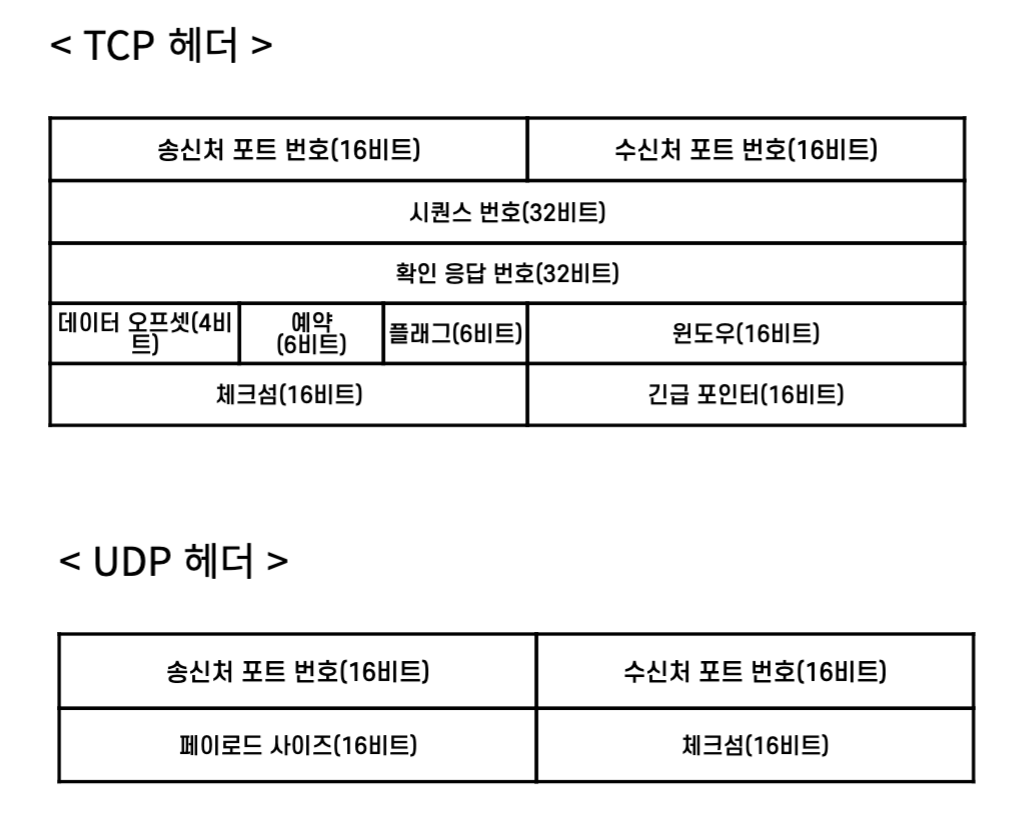 < TCP 헤더 >
송신처 포트 번호(16비트) 수신처 포트 번호(16비트)
시퀀스 번호(32비트)
확인 응답 번호(32비트)
데이터 오프셋(4비
트)
예약
(6비트)
플래그(6비트)
윈도우(16비트)
체크섬(16비트) 긴급 포인터(16비트)
< UDP 헤더 >
송신처 포트 번호(16비트) 수신처 포트 번호(16비트)
페이로드 사이즈(16비트) 체크섬(16비트)